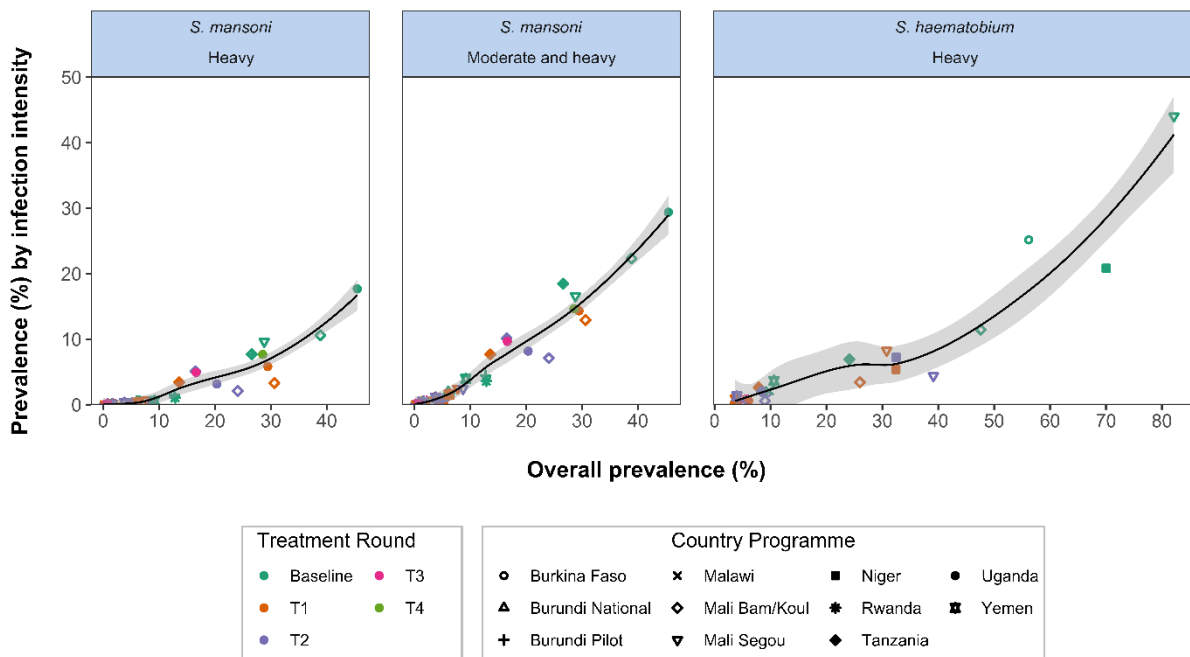 S. mansoni
Heavy
S. mansoni
Moderate and heavy
S. haematobium
Heavy
Prevalence (%) by infection intensity
50
40
30
20
10
0
0 10 20 30 40
0 10 20 30 40
0 10 20 30 40 50 60 70 80
Overall prevalence (%)
Treatment Round
Baseline T3
T1 T4
T2
Country Programme
Burkina Faso Malawi Niger Uganda
Burundi National Mali Bam/Koul Rwanda Yemen
Burundi Pilot Mali Segou Tanzania